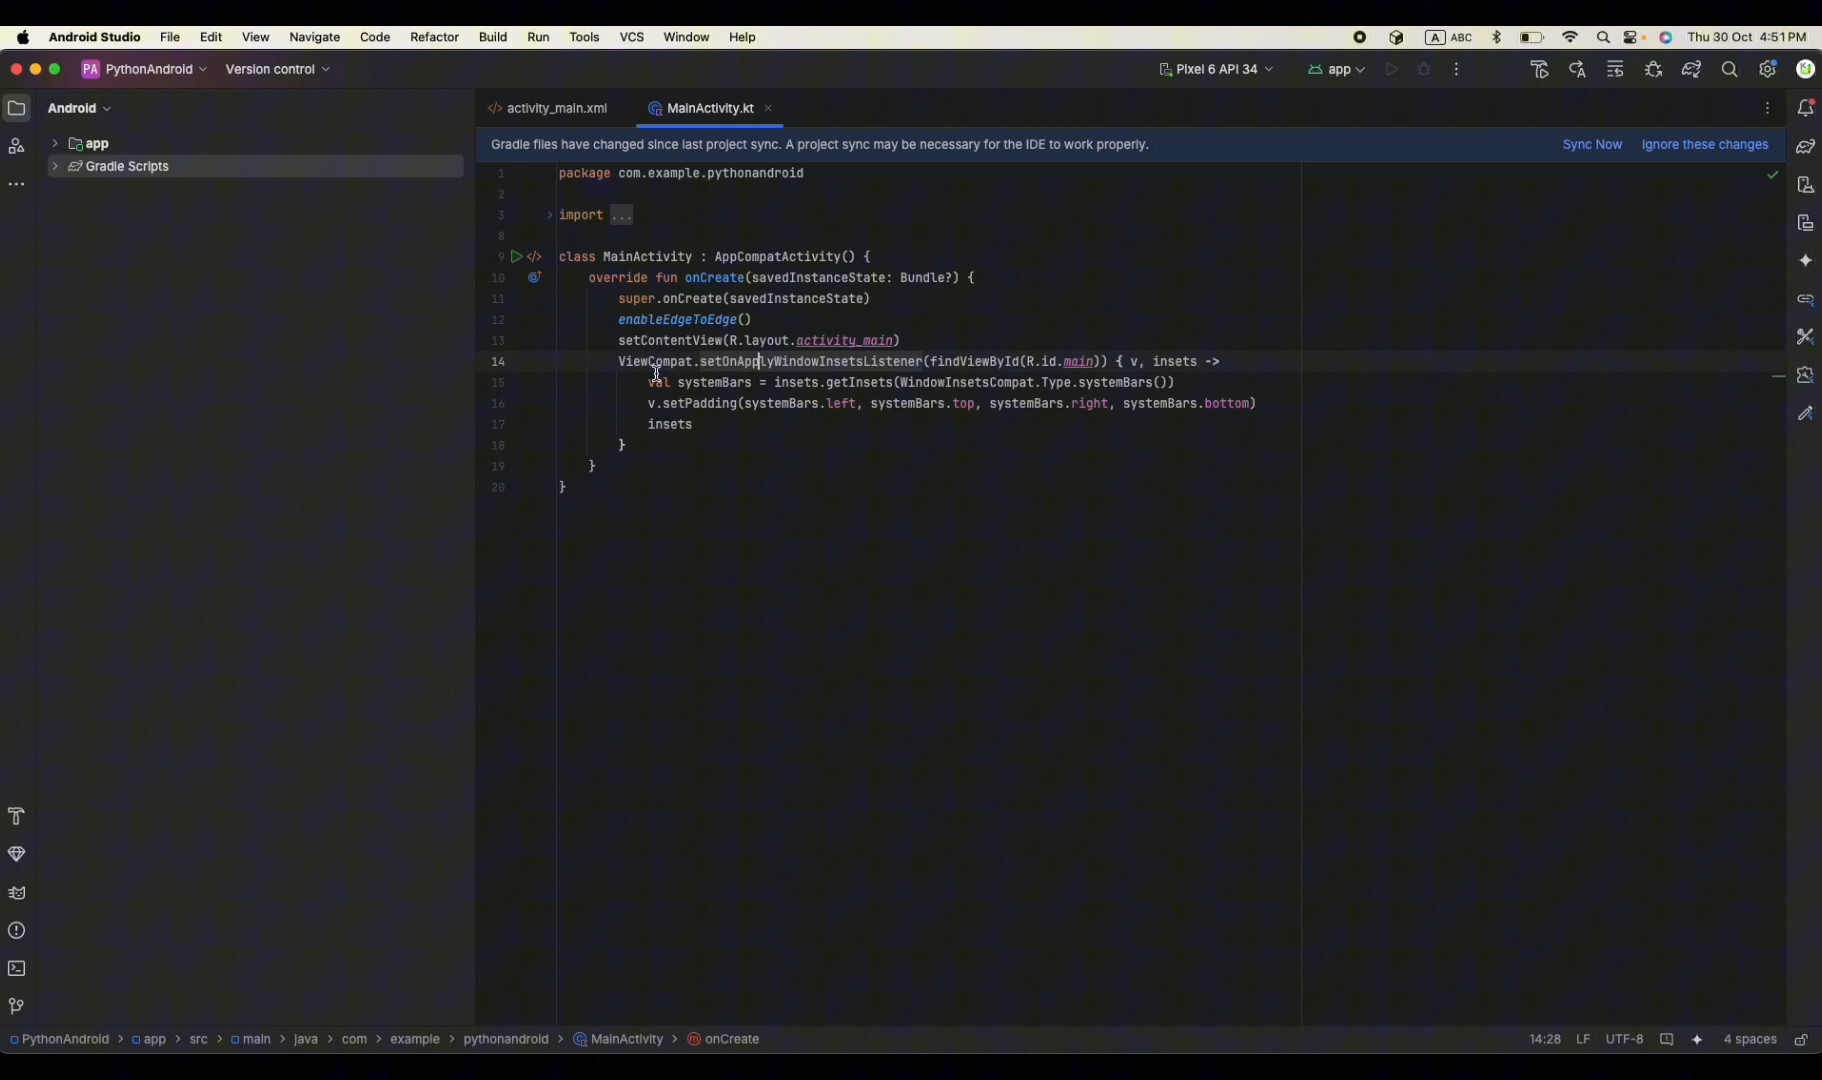 Android Studio File Edit View Navigate Code Refactor Build Run Tools VCS Window Help A ABC Thu 30 Oct 4:51 PM
PA PythonAndroid Version control Pixel 6 API 34 app
Android activity_main.xml MainActivity.kt
app
Gradle Scripts
Gradle files have changed since last project sync. A project sync may be necessary for the IDE to work properly. Sync Now Ignore these changes
1 package com.example.pythonandroid
2
3 import ...
8
9 class MainActivity : AppCompatActivity() {
10 override fun onCreate(savedInstanceState: Bundle?) {
11 super.onCreate(savedInstanceState)
12 enableEdgeToEdge()
13 setContentView(R.layout.activity_main)
14 ViewCompat.setOnApplyWindowInsetsListener(findViewById(R.id.main)) { v, insets ->
15 val systemBars = insets.getInsets(WindowInsetsCompat.Type.systemBars())
16 v.setPadding(systemBars.left, systemBars.top, systemBars.right, systemBars.bottom)
17 insets
18 }
19 }
20 }
PythonAndroid > app > src > main > java > com > example > pythonandroid > MainActivity > onCreate 14:28 LF UTF-8 4 spaces